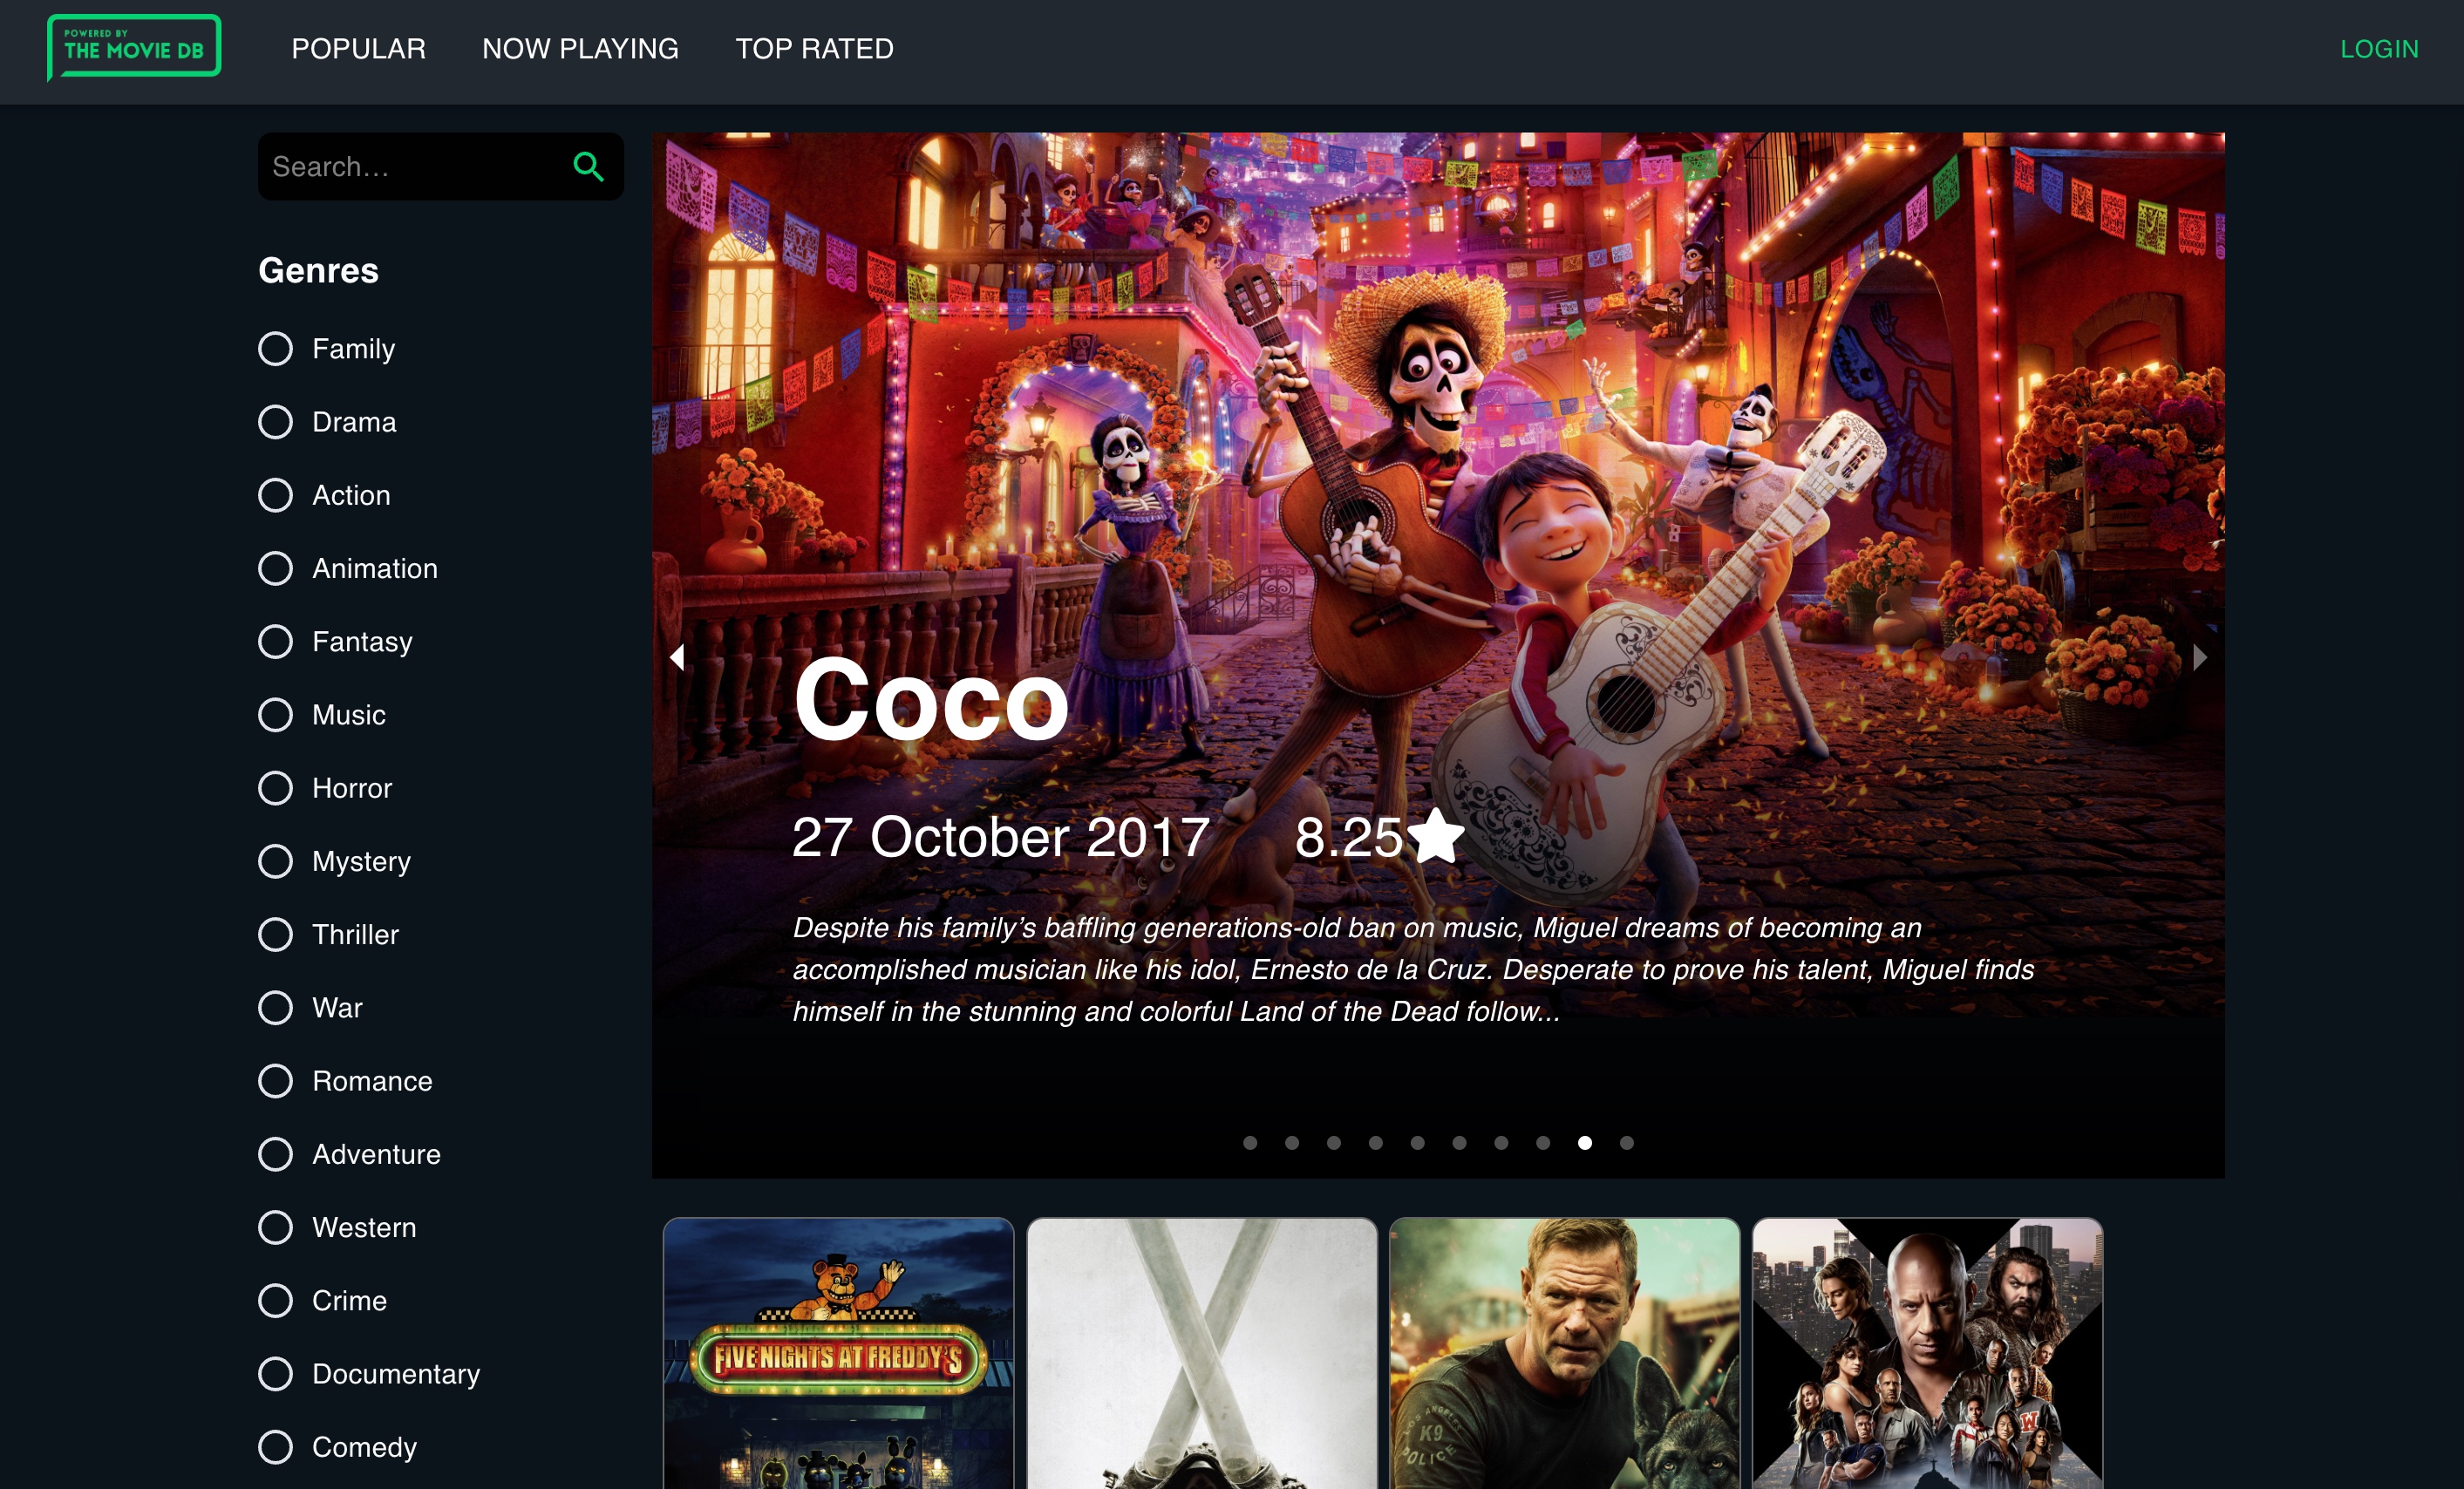 POWERED BY
THE MOVIE DB
POPULAR
NOW PLAYING
TOP RATED
LOGIN
Search...
Genres
Family
Drama
Action
Animation
Fantasy
Music
Horror
Mystery
Thriller
War
Romance
Adventure
Western
Crime
Documentary
Comedy
Coco
27 October 2017
8.25
Despite his family’s baffling generations-old ban on music, Miguel dreams of becoming an
accomplished musician like his idol, Ernesto de la Cruz. Desperate to prove his talent, Miguel finds
himself in the stunning and colorful Land of the Dead follow...
FIVE NIGHTS AT FREDDY'S
LOS ANGELES
K9
POLICE
W